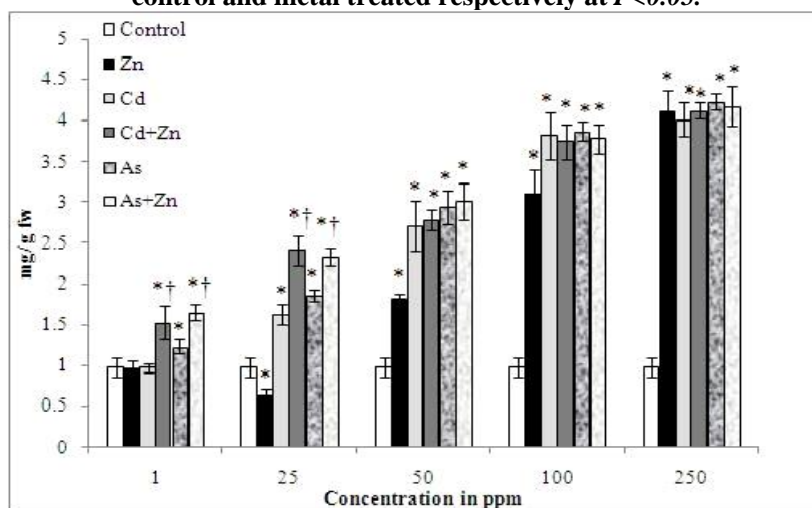 control and metal treated respectively at P<0.05.
5
4.5
4
3.5
3
2.5
2
1.5
1
0.5
0
mg/g fw
Control
Zn
Cd
Cd+Zn
As
As+Zn
*† * *†
* * *† * *†
* * * * *
* * * * *
* * * * *
1 25 50 100 250
Concentration in ppm